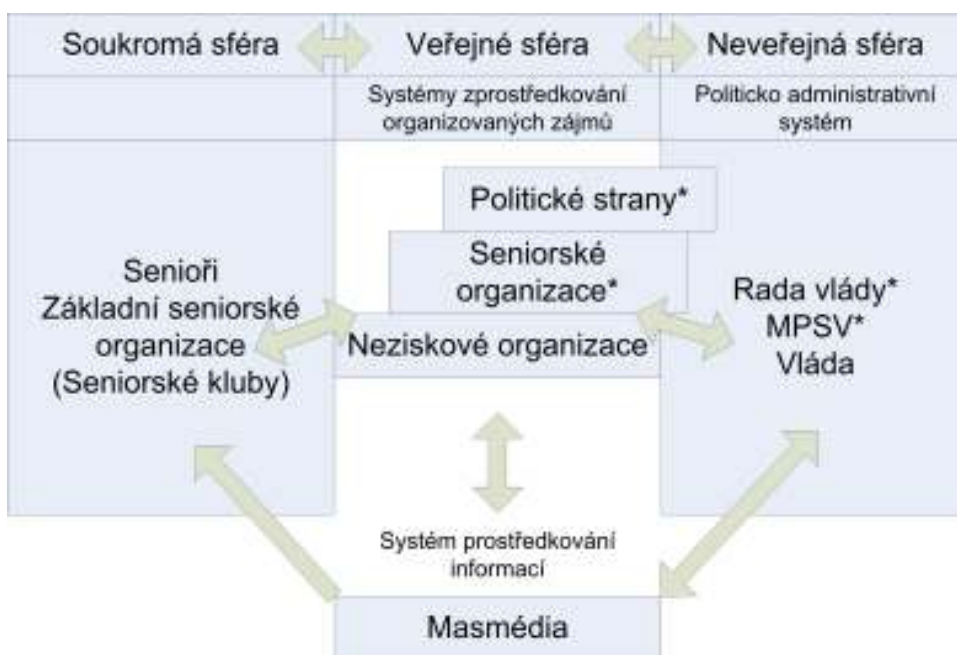 Soukromá sféra
Veřejné sféra
Neveřejná sféra
Systémy zprostředkování
organizovaných zájmů
Politicko administrativní
systém
Politické strany*
Seniorské
organizace*
Neziskové organizace
Senioři
Základní seniorské
organizace
(Seniorské kluby)
Rada vlády*
MPSV*
Vláda
Systém prostředkování
informací
Masmédia